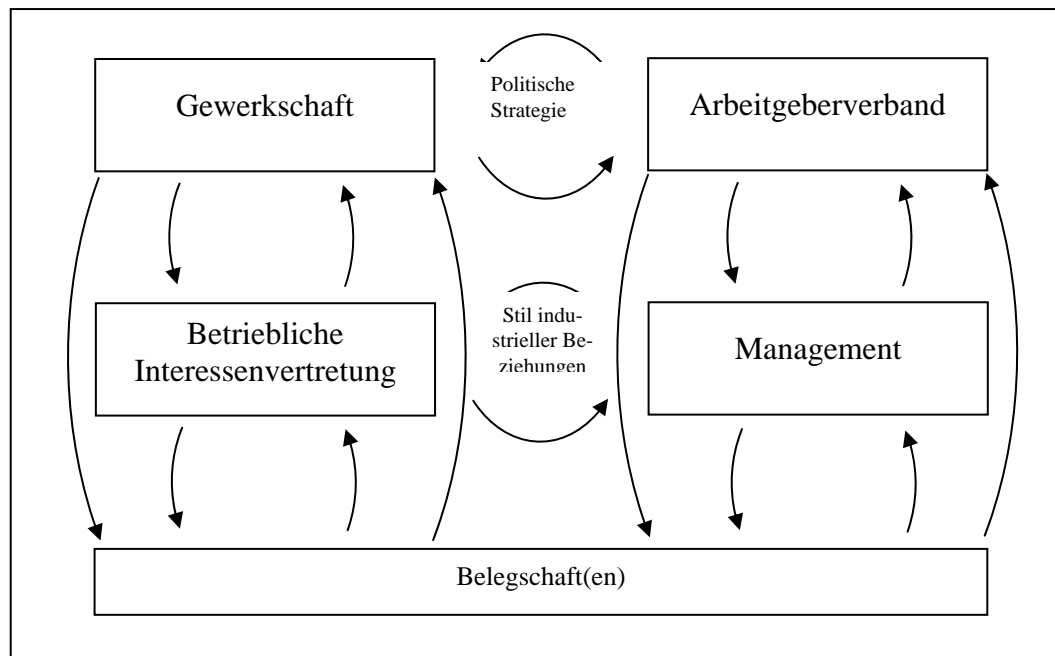 Gewerkschaft
Politische
Strategie
Arbeitgeberverband
Betriebliche
Interessenvertretung
Stil indu-
strieller Be-
ziehungen
Management
Belegschaft(en)